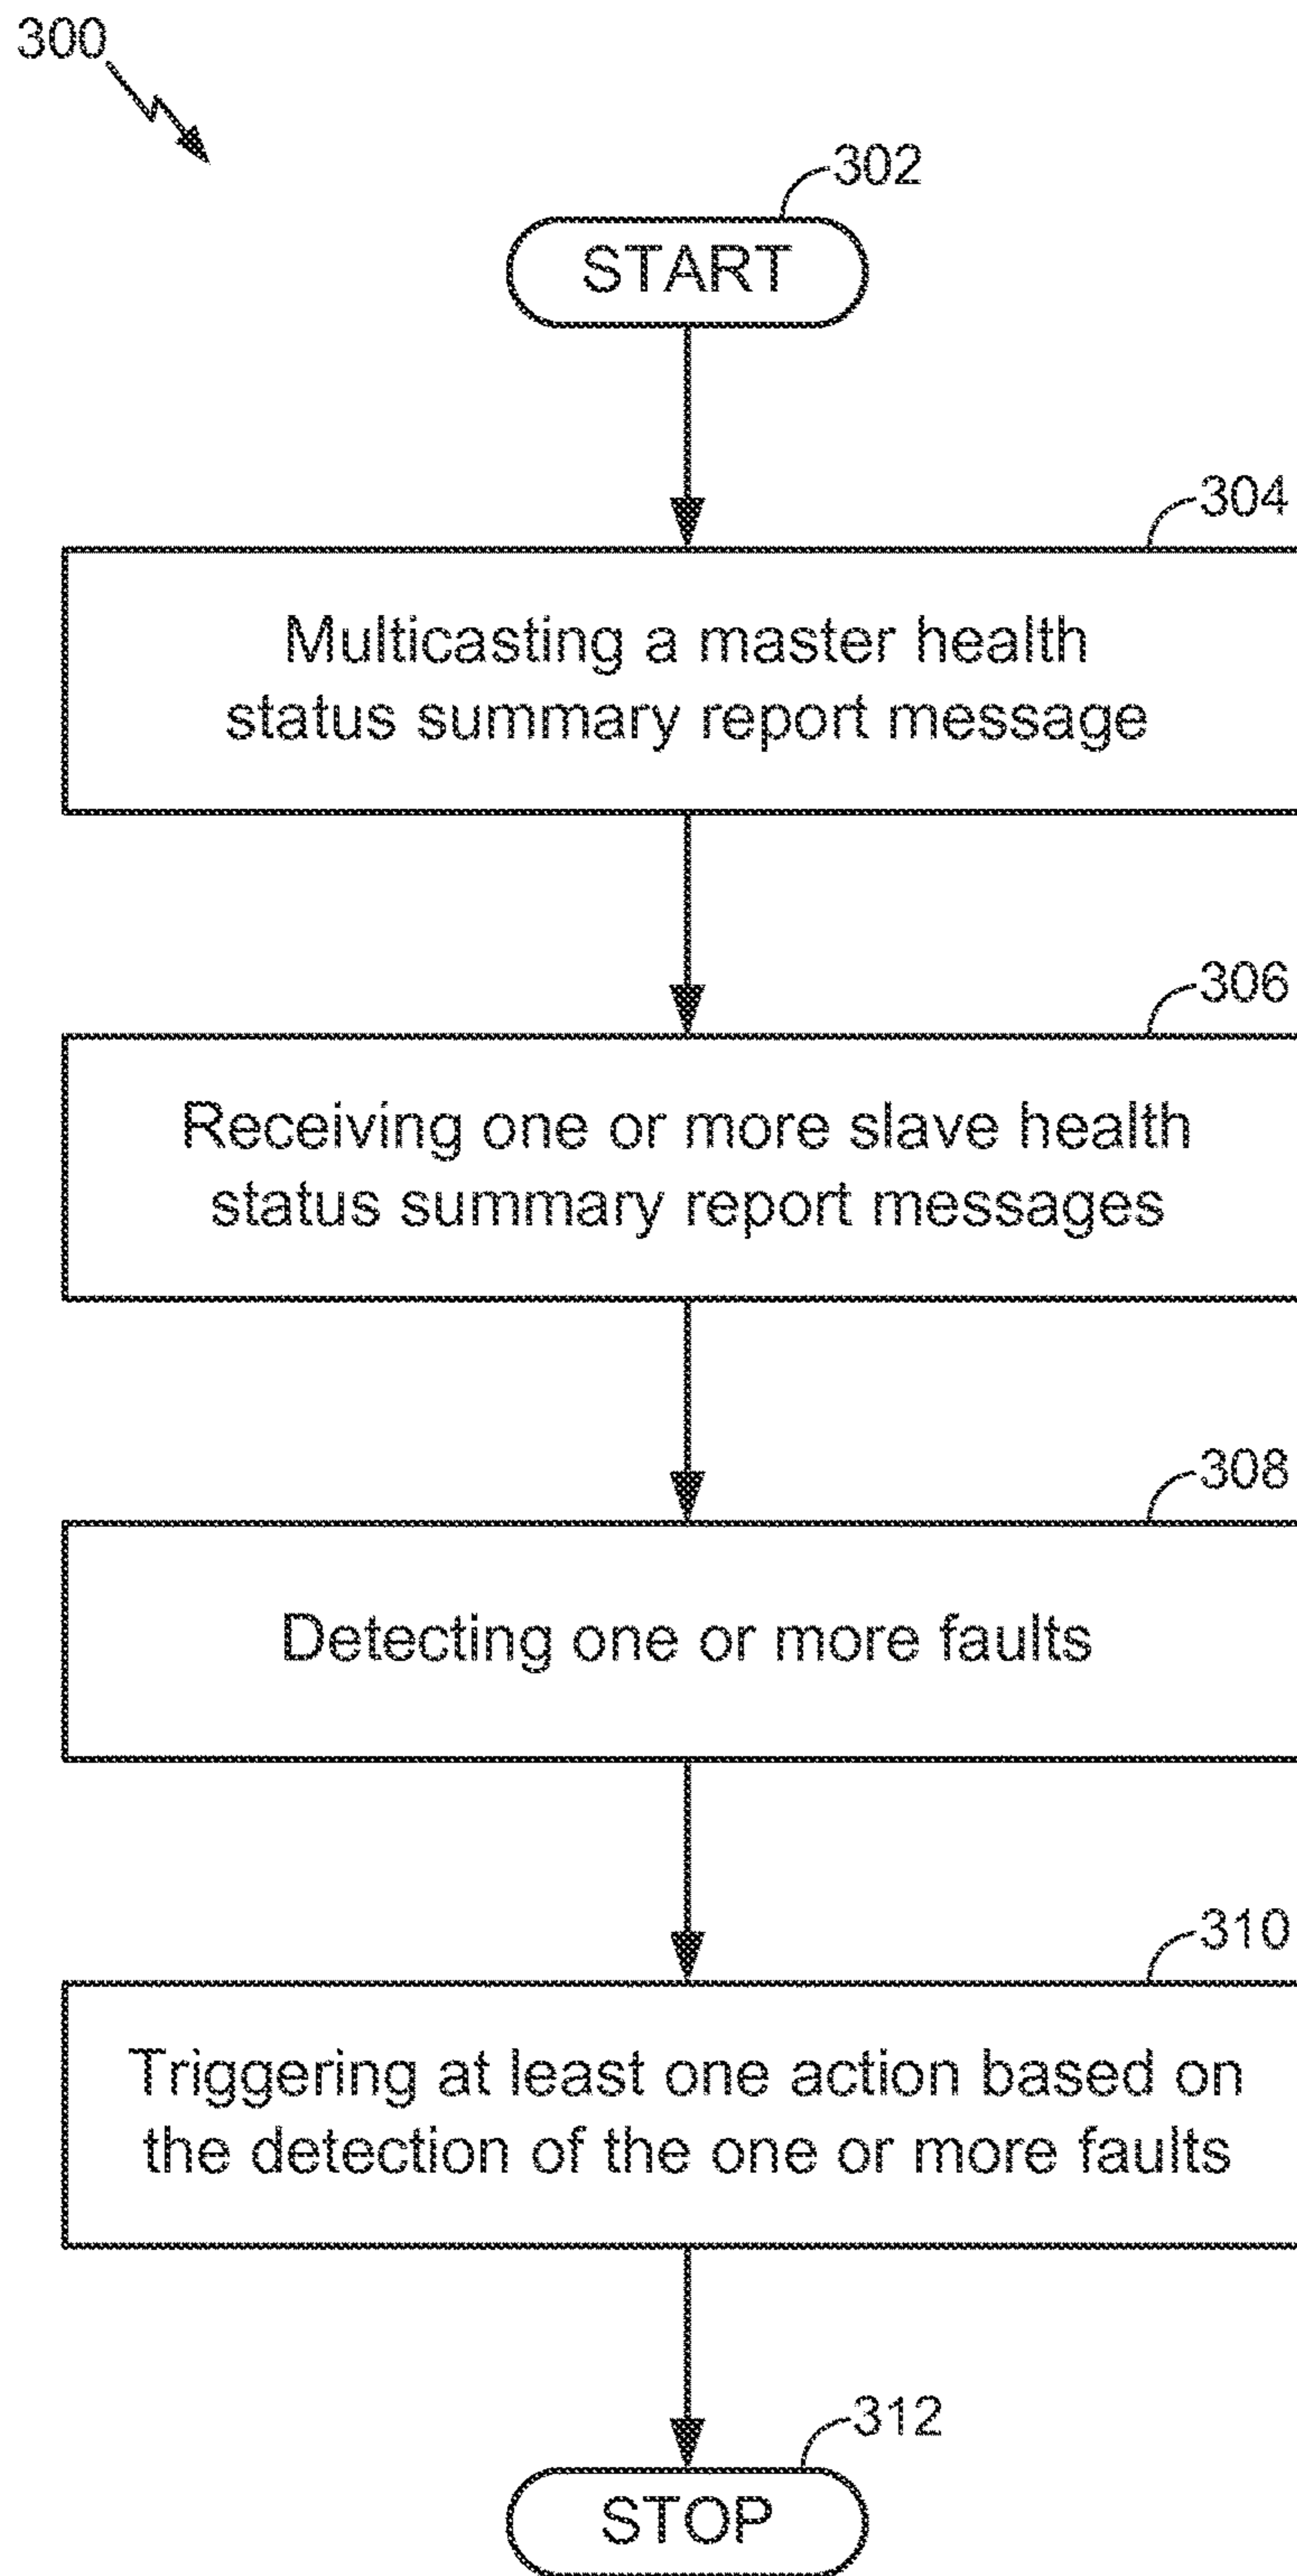 300
302
START
304
Multicasting a master health
status summary report message
306
Receiving one or more slave health
status summary report messages
308
Detecting one or more faults
310
Triggering at least one action based on
the detection of the one or more faults
312
STOP